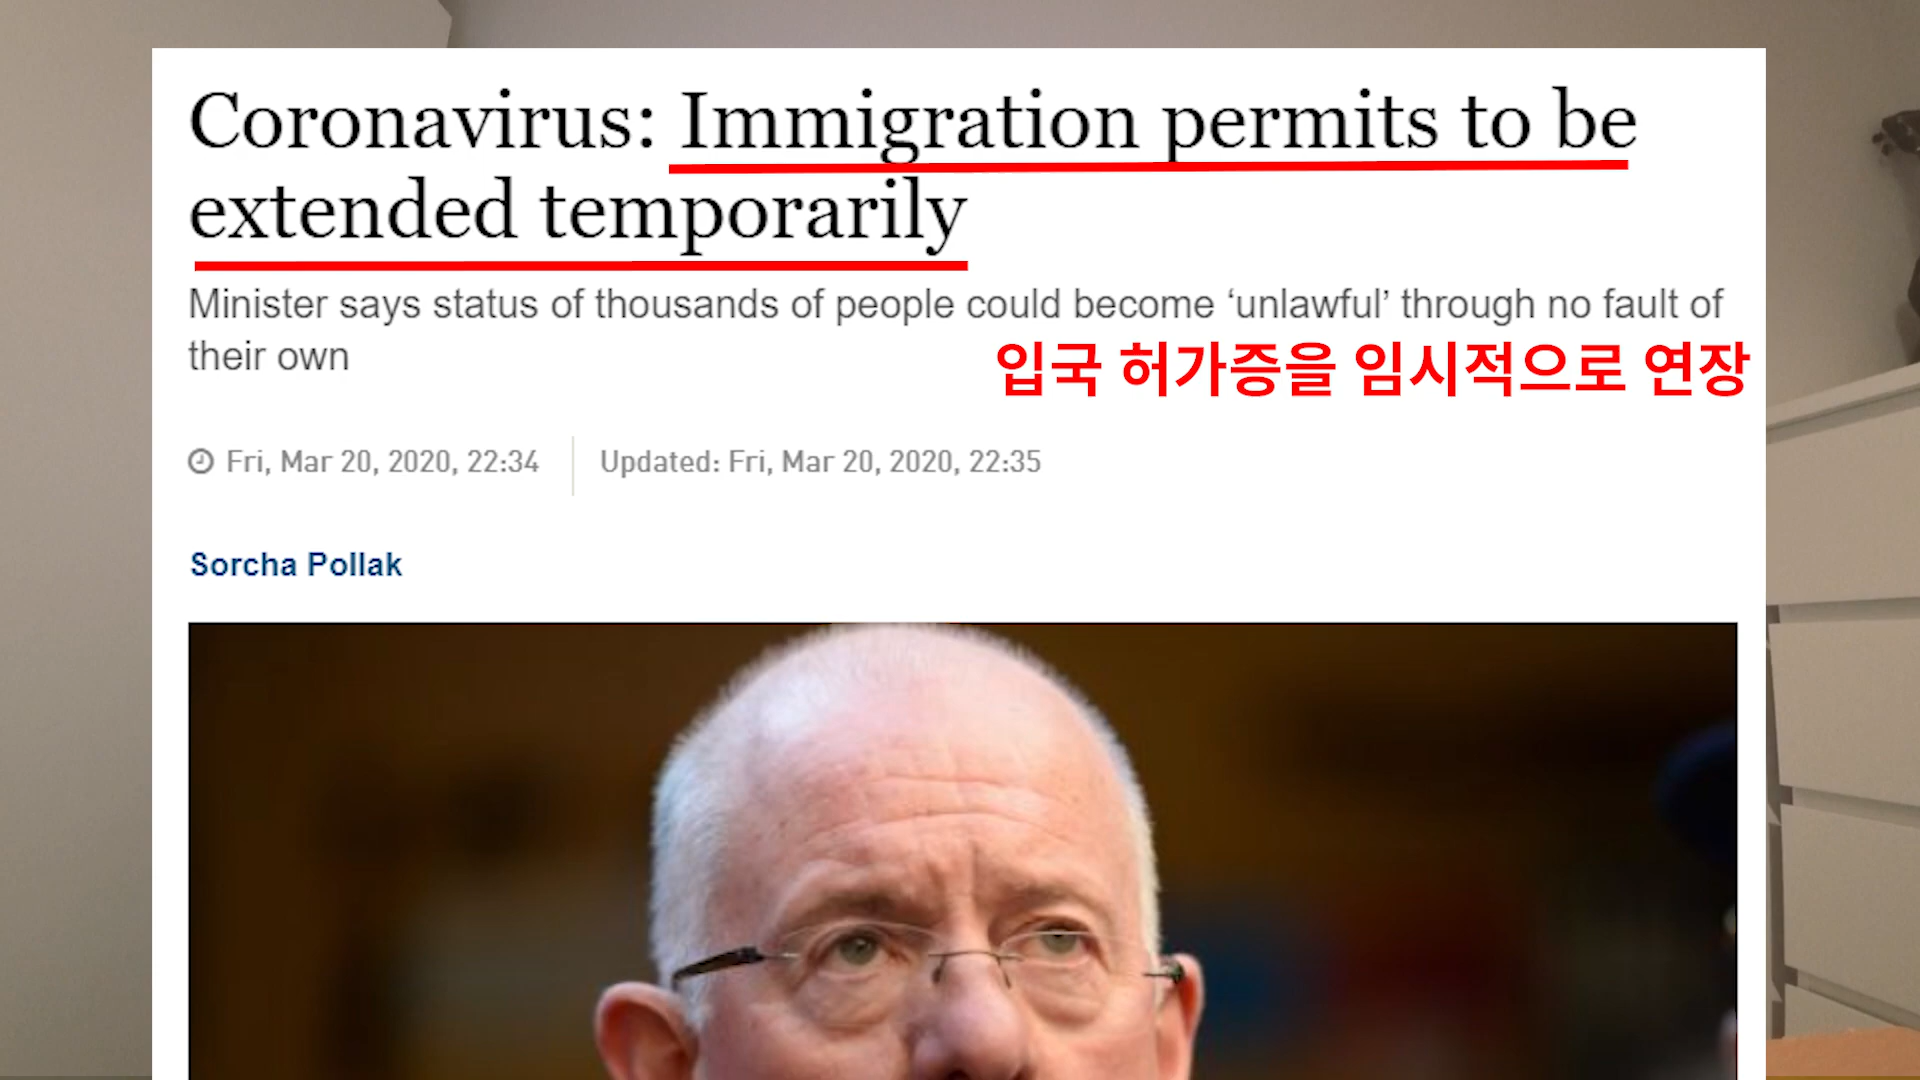 Coronavirus: Immigration permits to be
extended temporarily
Minister says status of thousands of people could become ‘unlawful’ through no fault of
their own
입국 허가증을 임시적으로 연장
Fri, Mar 20, 2020, 22:34
Updated: Fri, Mar 20, 2020, 22:35
Sorcha Pollak